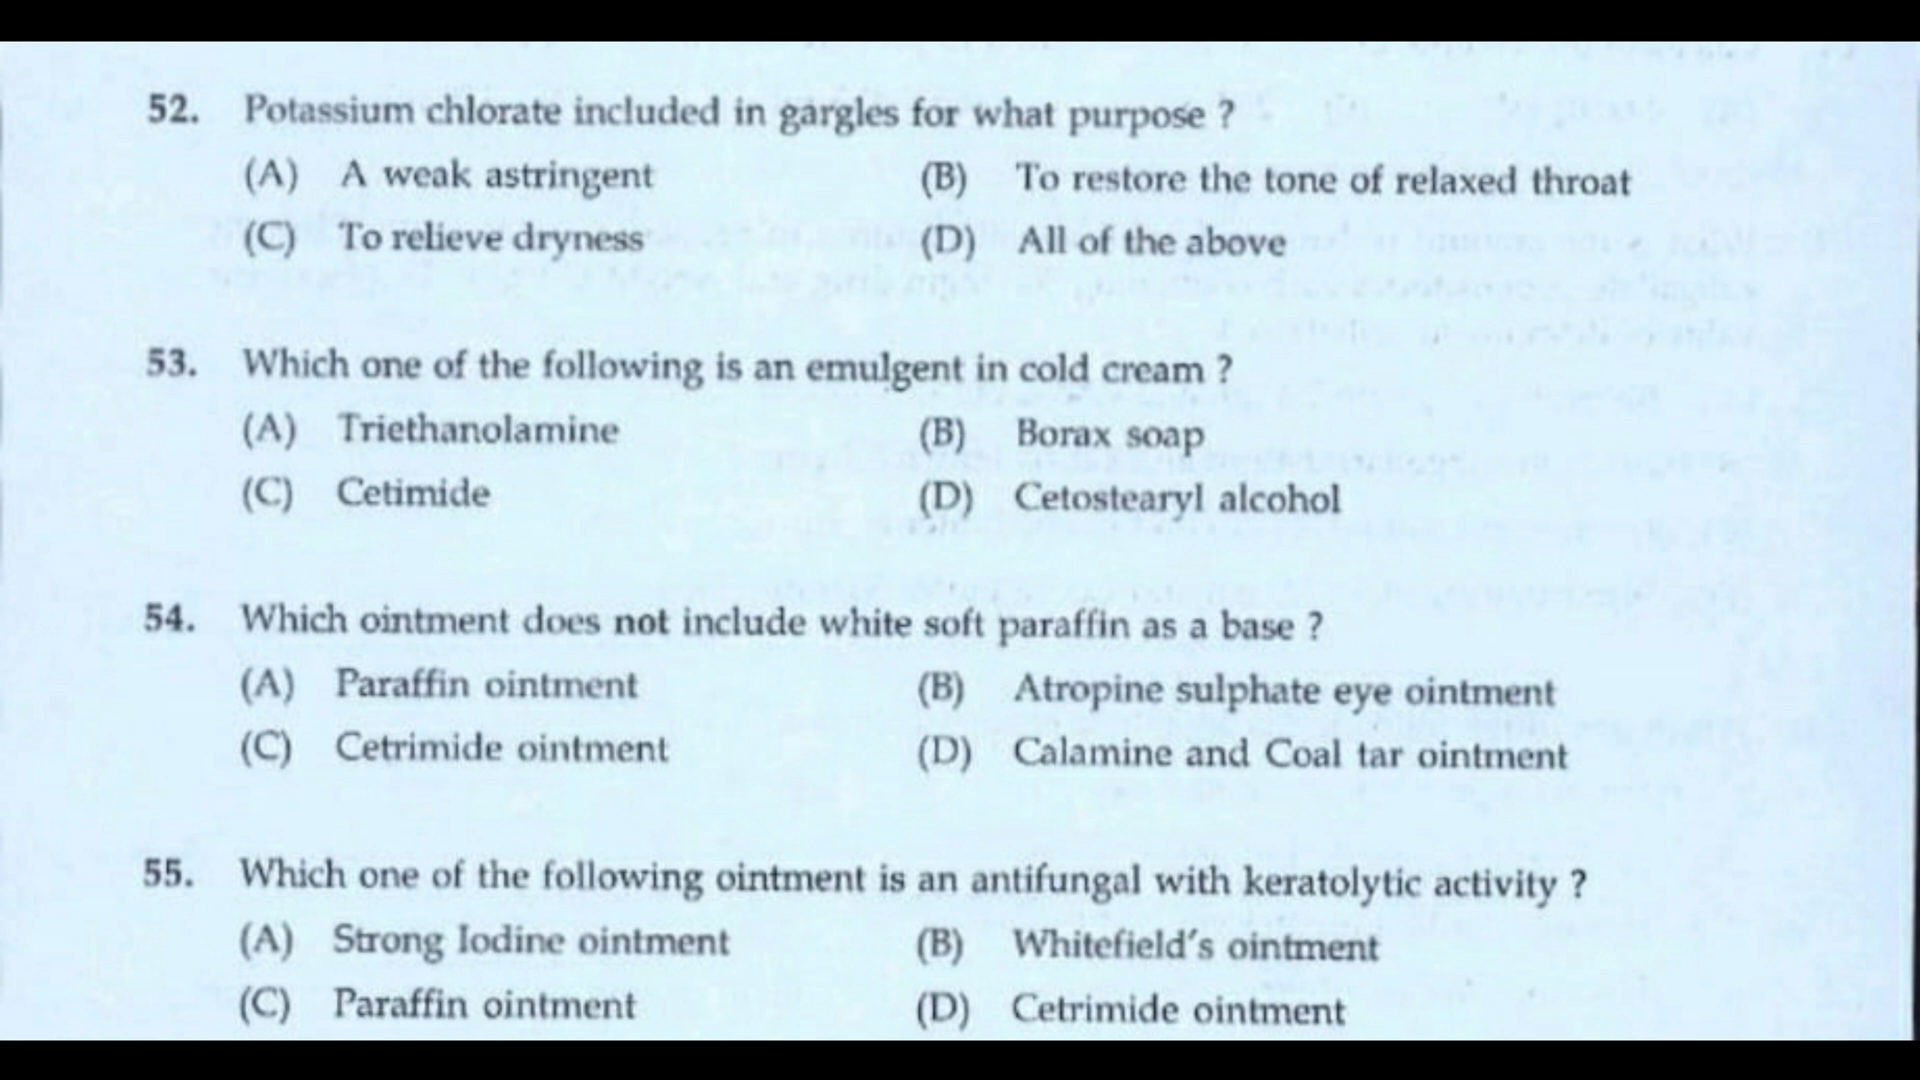 52. Potassium chlorate included in gargles for what purpose ?
(A) A weak astringent (B) To restore the tone of relaxed throat
(C) To relieve dryness (D) All of the above
53. Which one of the following is an emulgent in cold cream ?
(A) Triethanolamine (B) Borax soap
(C) Cetimide (D) Cetostearyl alcohol
54. Which ointment does not include white soft paraffin as a base ?
(A) Paraffin ointment (B) Atropine sulphate eye ointment
(C) Cetrimide ointment (D) Calamine and Coal tar ointment
55. Which one of the following ointment is an antifungal with keratolytic activity ?
(A) Strong Iodine ointment (B) Whitefield's ointment
(C) Paraffin ointment (D) Cetrimide ointment